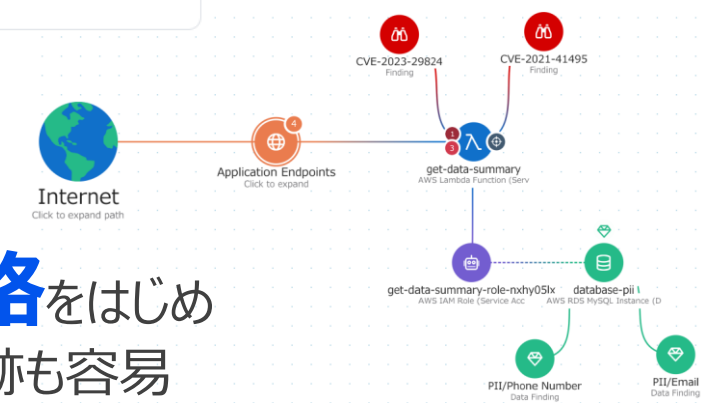 CVE-2023-29824
Finding
CVE-2021-41495
Finding
4
Application Endpoints
Click to expand
1
3
λ
get-data-summary
AWS Lambda Function (Serv
Internet
Click to expand path
get-data-summary-role-nxhy05lx
AWS IAM Role (Service Acc
database-pii
AWS RDS MySQL Instance (D
をはじめ
跡も容易
PII/Phone Number
Data Finding
PII/Email
Data Finding